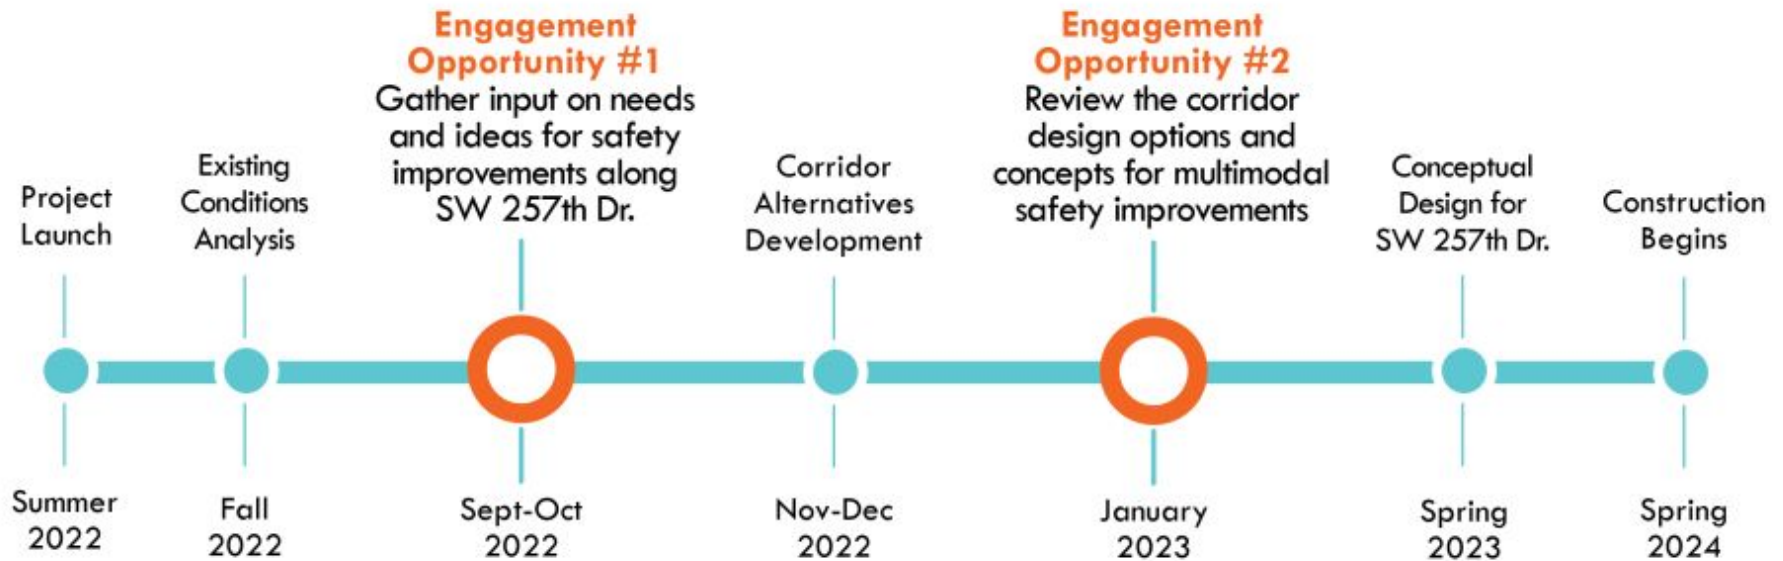 Project
Launch
Summer
2022
Existing
Conditions
Analysis
Fall
2022
Engagement
Opportunity #1
Gather input on needs
and ideas for safety
improvements along
SW 257th Dr.
Sept-Oct
2022
Corridor
Alternatives
Development
Nov-Dec
2022
Engagement
Opportunity #2
Review the corridor
design options and
concepts for multimodal
safety improvements
January
2023
Conceptual
Design for
SW 257th Dr.
Spring
2023
Construction
Begins
Spring
2024